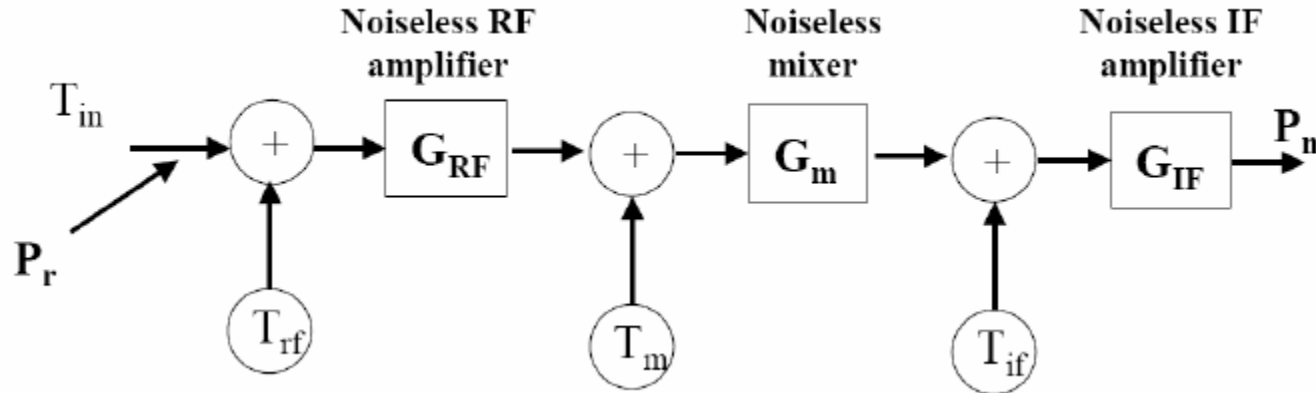 Noiseless RF
amplifier
Noiseless
mixer
Noiseless IF
amplifier
T_in
+
G_RF
+
G_m
+
G_IF
P_n
P_r
T_rf
T_m
T_if